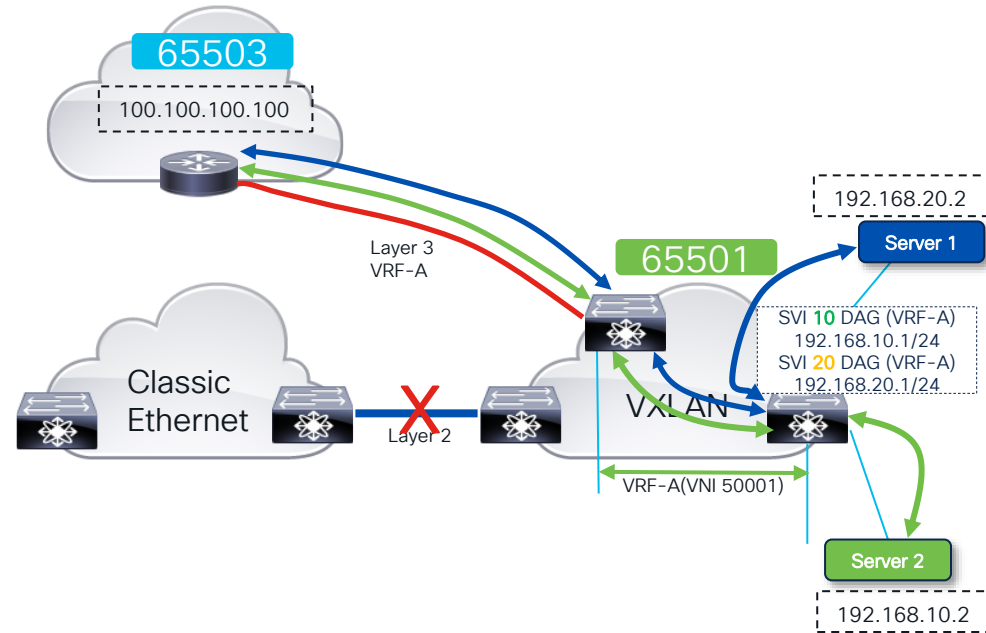 65503
100.100.100.100
Layer 3
VRF-A
65501
192.168.20.2
Server 1
SVI 10 DAG (VRF-A)
192.168.10.1/24
SVI 20 DAG (VRF-A)
192.168.20.1/24
Classic
Ethernet
Layer 2
VXLAN
VRF-A(VNI 50001)
Server 2
192.168.10.2